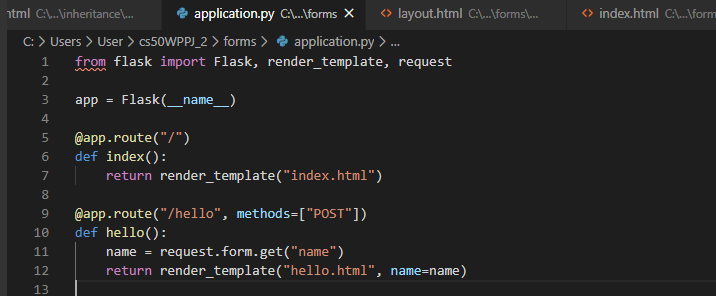 html C:\...\inheritance\... application.py C:\...\forms X layout.html C:\...\forms\... index.html C:\...\form
C: > Users > User > cs50WPPJ_2 > forms > application.py > ...
1 from flask import Flask, render_template, request
2
3 app = Flask(__name__)
4
5 @app.route("/")
6 def index():
7 return render_template("index.html")
8
9 @app.route("/hello", methods=["POST"])
10 def hello():
11 name = request.form.get("name")
12 return render_template("hello.html", name=name)
13